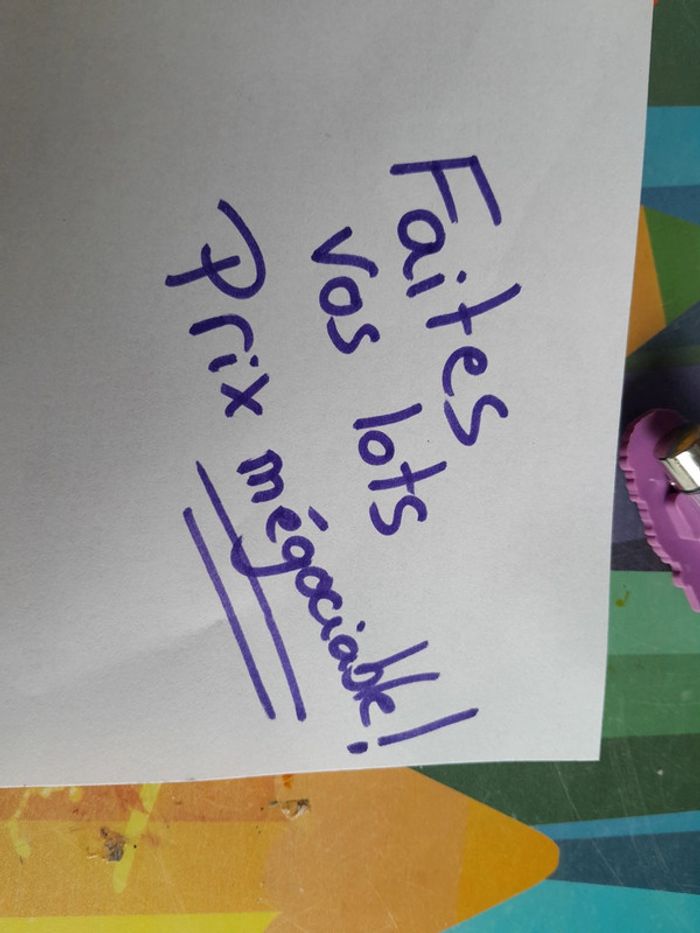 Faites
vos lots
Prix mégociable!